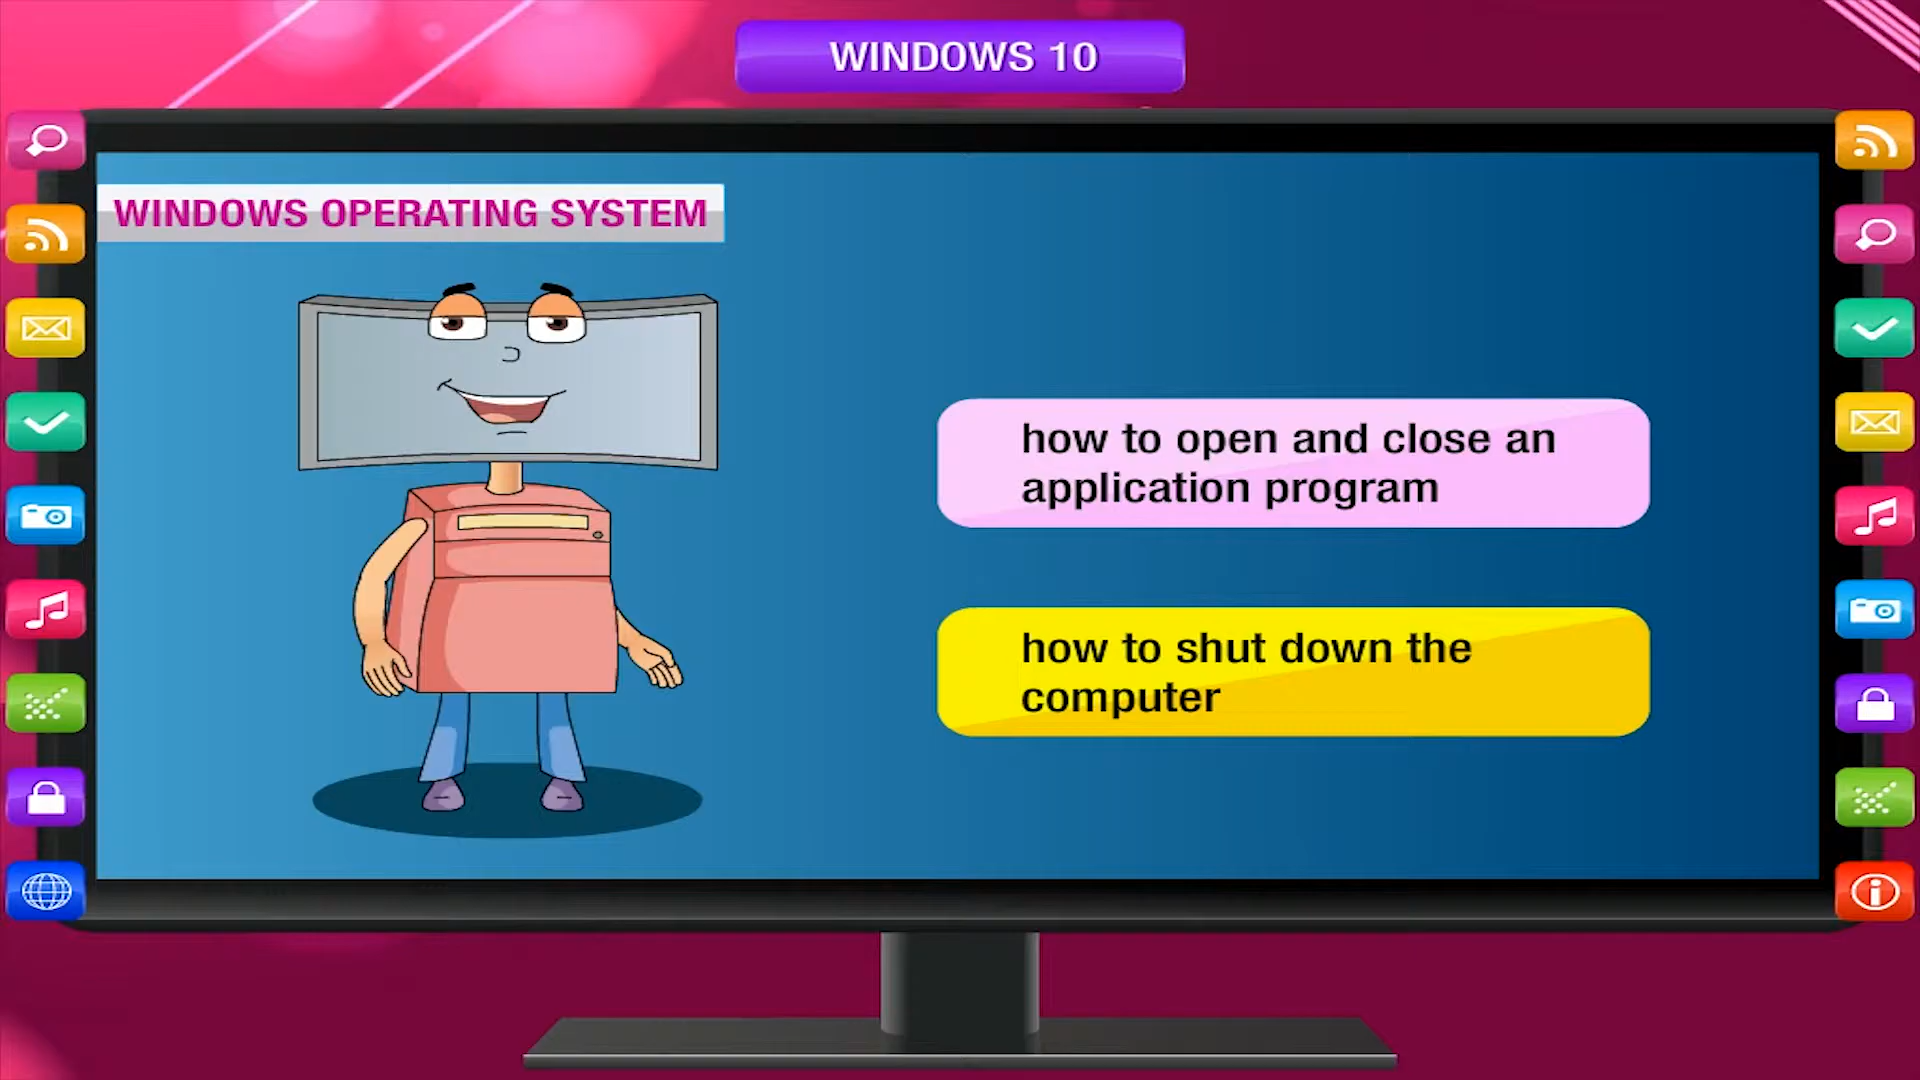 WINDOWS 10
WINDOWS OPERATING SYSTEM
how to open and close an
application program
how to shut down the
computer